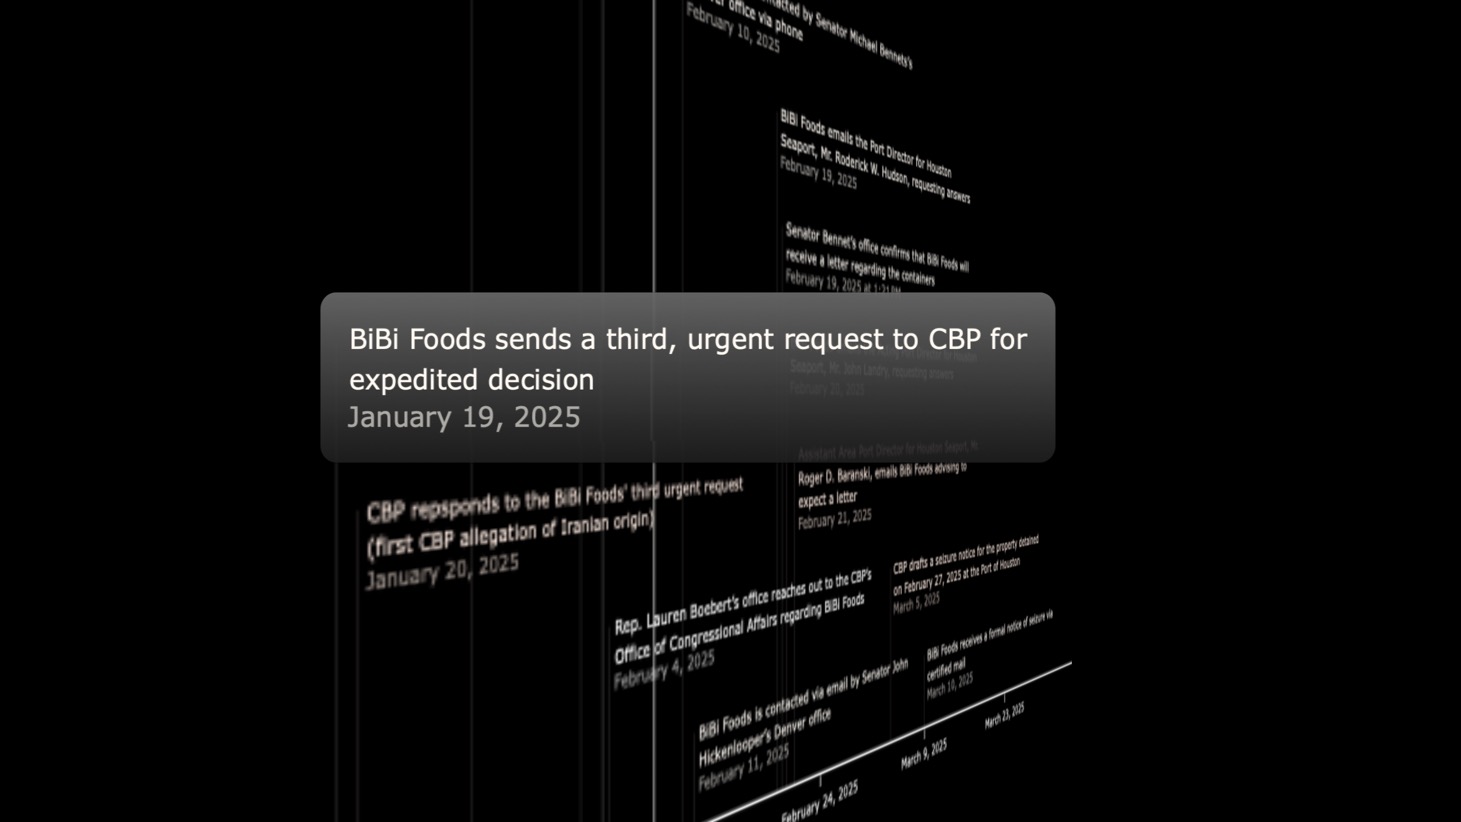 contacted by Senator Michael Bennets's
office via phone
February 10, 2025
BiBi Foods emails the Port Director for Houston
Seaport, Mr. Roderick W. Hudson, requesting answers
February 19, 2025
Senator Bennet's office confirms that BiBi Foods will
receive a letter regarding the containers
February 19, 2025 at 1:21 PM
BiBi Foods sends a third, urgent request to CBP for
expedited decision
January 19, 2025
Port Director for Houston
Seaport, Mr. John Landry, requesting answers
February 20, 2025
Assistant Area Port Director for Houston Seaport, Mr.
Roger D. Baranski, emails BiBi Foods advising to
expect a letter
February 21, 2025
CBP repsponds to the BiBi Foods' third urgent request
(first CBP allegation of Iranian origin)
January 20, 2025
CBP drafts a seizure notice for the property detained
on February 27, 2025 at the Port of Houston
March 5, 2025
Rep. Lauren Boebert's office reaches out to the CBP's
Office of Congressional Affairs regarding BiBi Foods
February 4, 2025
BiBi Foods receives a formal notice of seizure via
certified mail
March 10, 2025
BiBi Foods is contacted via email by Senator John
Hickenlooper's Denver office
February 11, 2025
February 24, 2025
March 9, 2025
March 23, 2025